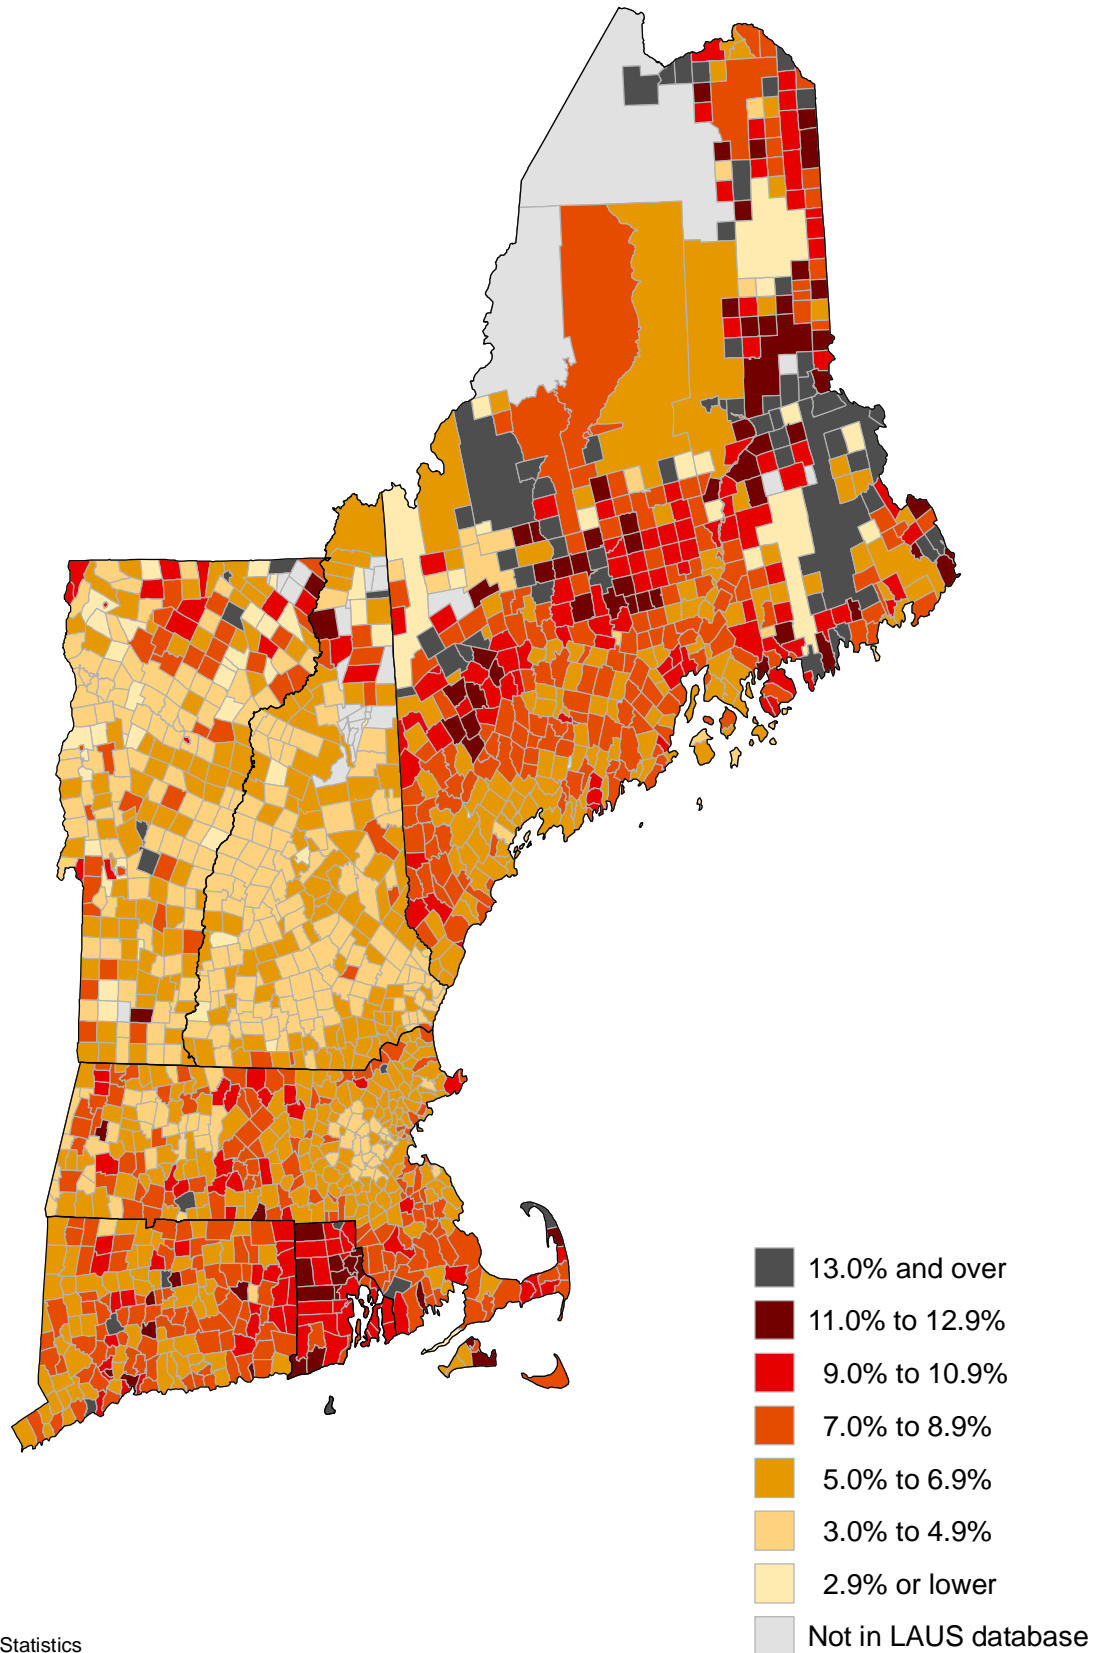 13.0% and over
11.0% to 12.9%
9.0% to 10.9%
7.0% to 8.9%
5.0% to 6.9%
3.0% to 4.9%
2.9% or lower
Not in LAUS database
Statistics